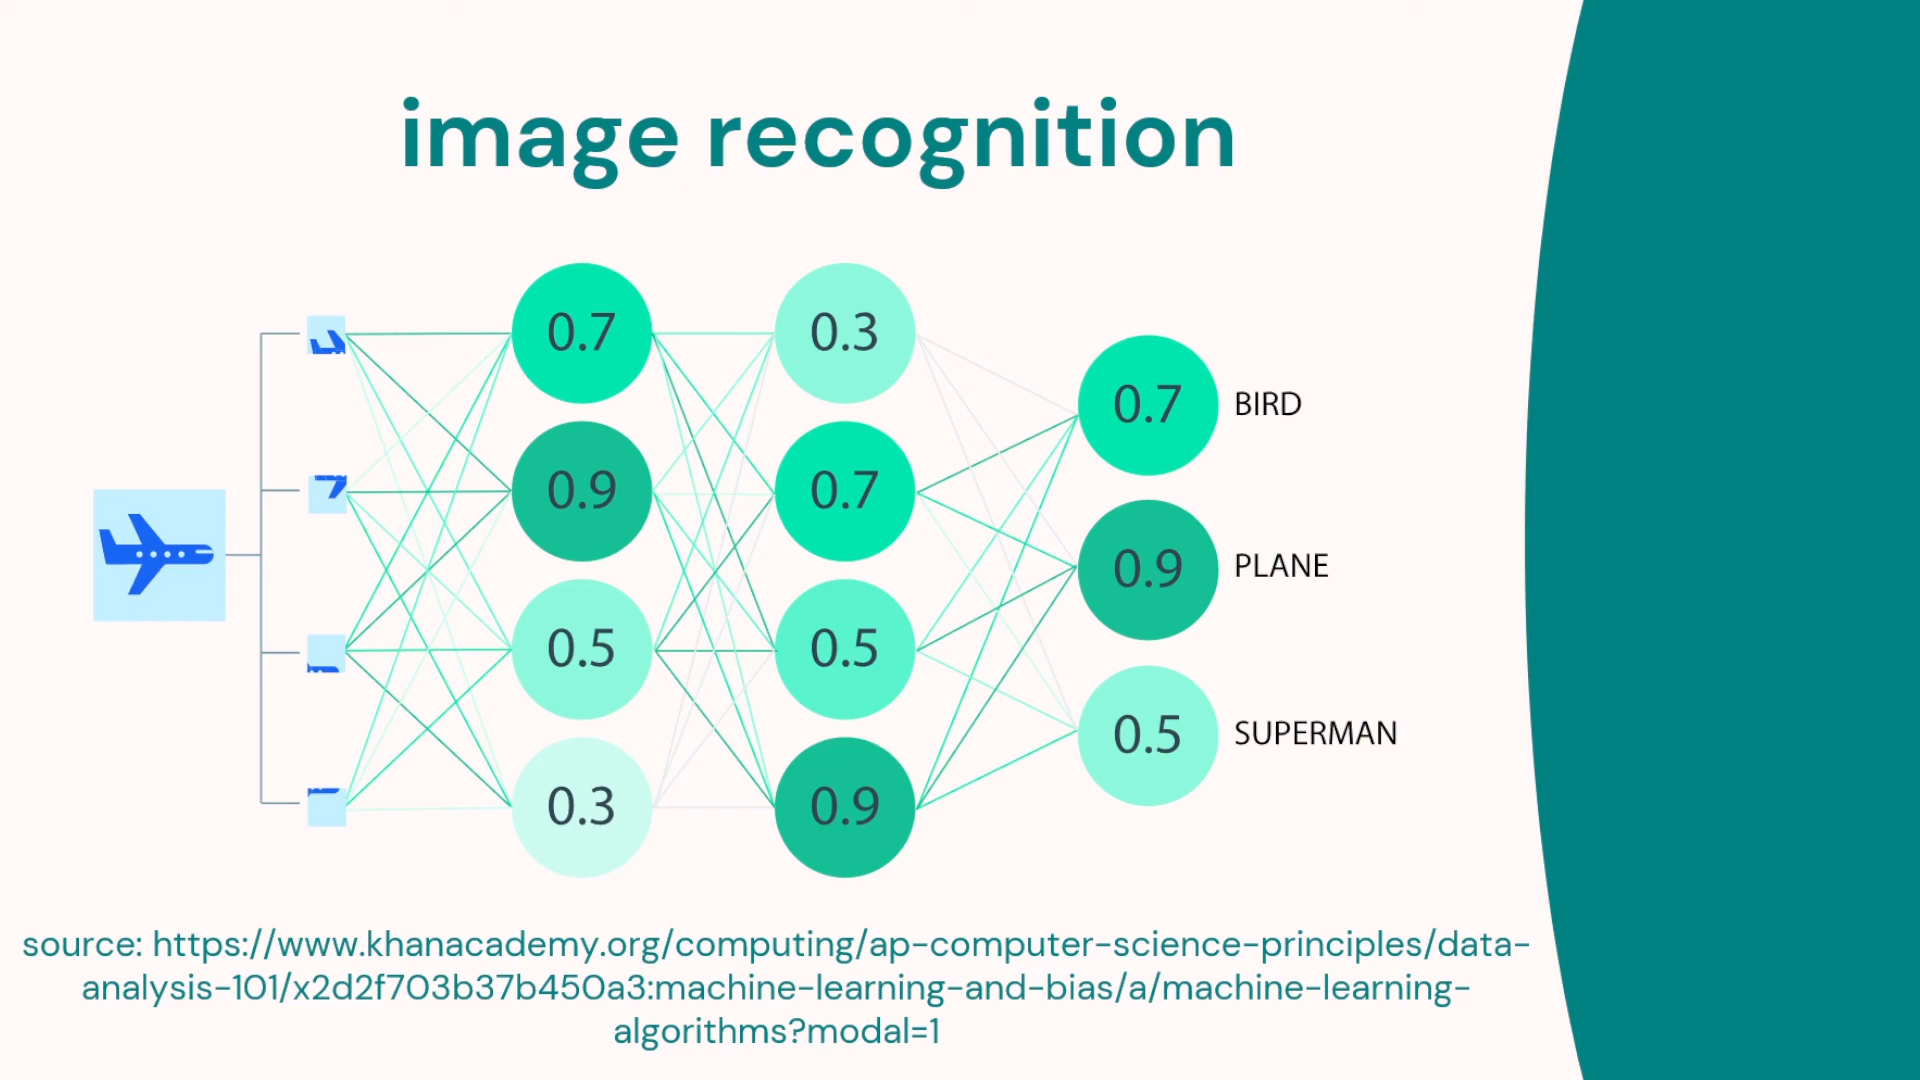 image recognition
0.7
0.3
0.7 BIRD
0.9
0.7
0.9 PLANE
0.5
0.5
0.5 SUPERMAN
0.3
0.9
source: https://www.khanacademy.org/computing/ap-computer-science-principles/data-
analysis-101/x2d2f703b37b450a3:machine-learning-and-bias/a/machine-learning-
algorithms?modal=1